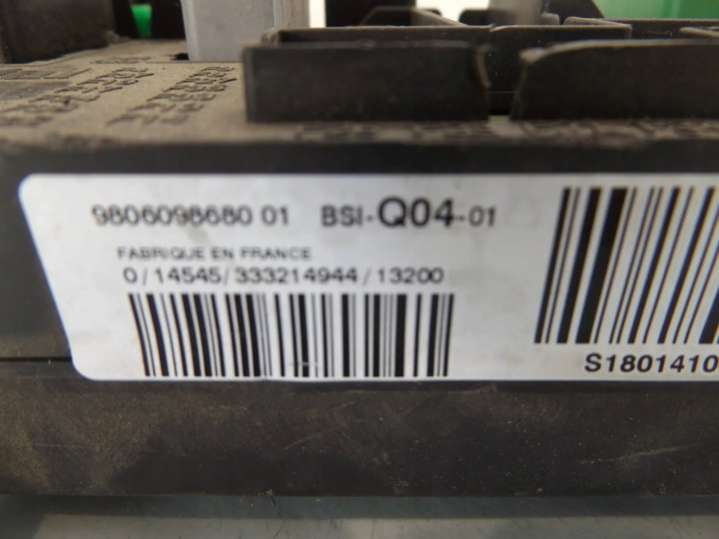 9806098680 01 BSI-Q04-01
FABRIQUE EN FRANCE
0/14545/333214944/13200
S1801410